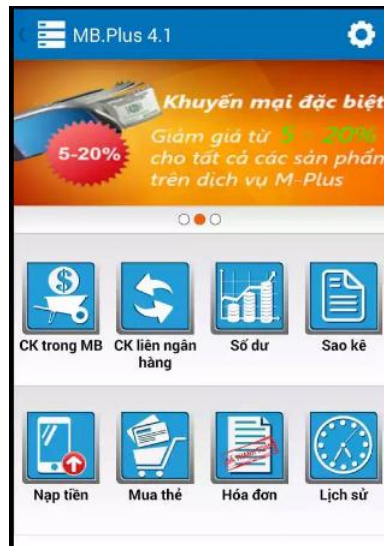 MB.Plus 4.1
Khuyến mại đặc biệt
Giảm giá từ 5 - 20%
5-20%
cho tất cả các sản phẩm
trên dịch vụ M-Plus
CK trong MB
CK liên ngân
hàng
Số dư
Sao kê
Nạp tiền
Mua thẻ
Hóa đơn
Lịch sử